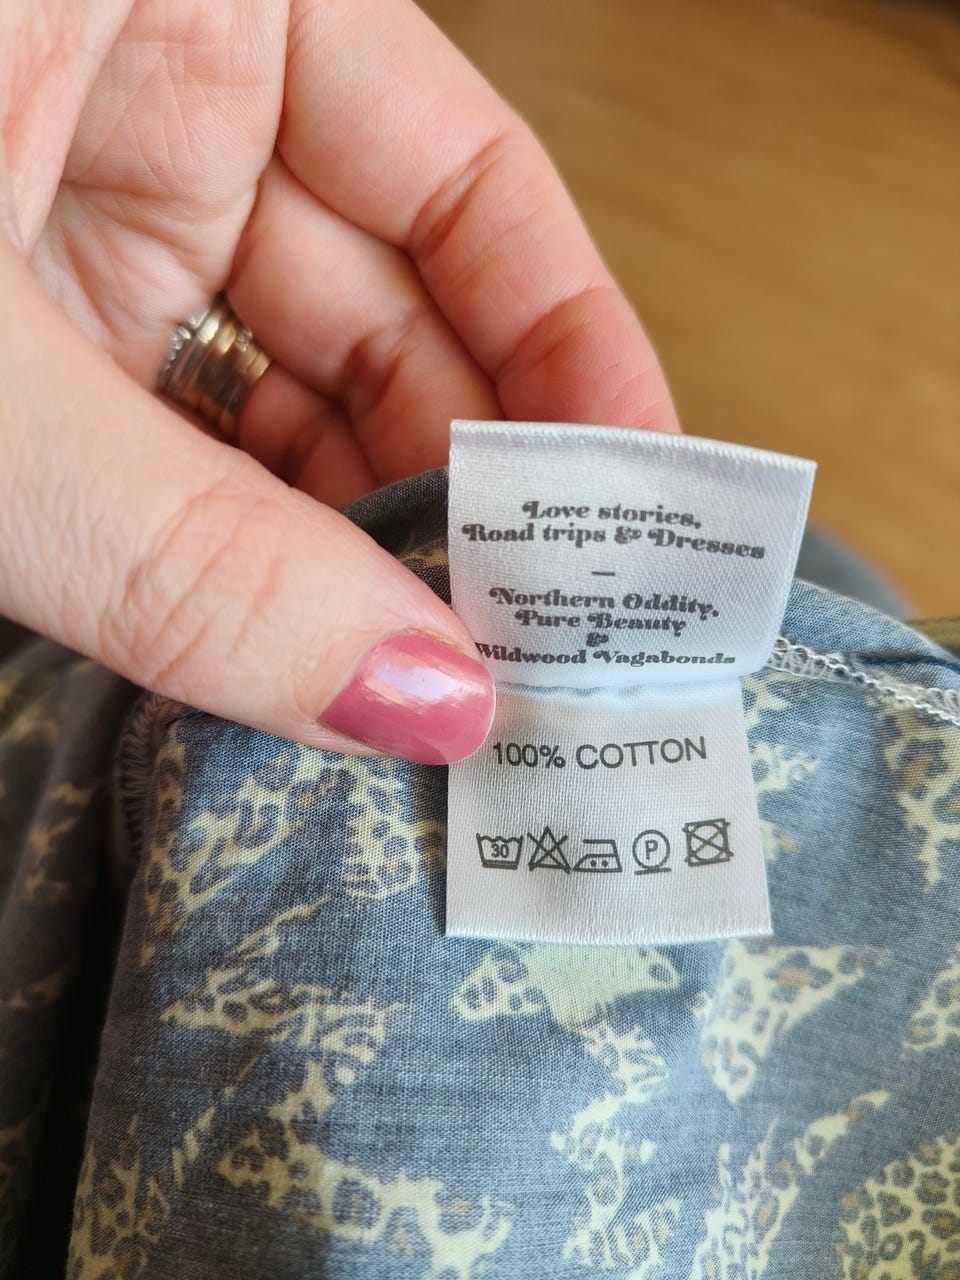 Love stories,
Road trips & Dresses
—
Northern Oddity,
Pure Beauty
&
Wildwood Vagabonds
100% COTTON
30 P